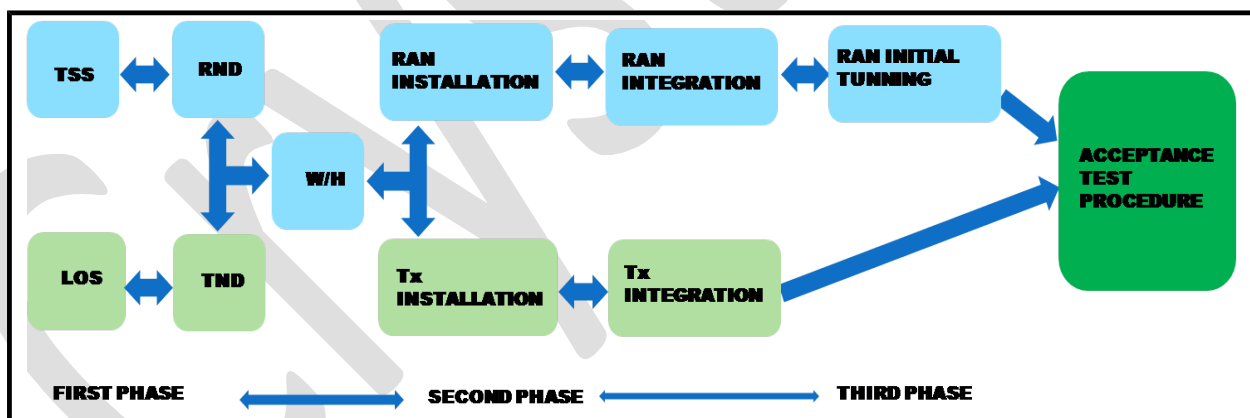 TSS
RND
RAN
INSTALLATION
RAN
INTEGRATION
RAN INITIAL
TUNNING
W/H
ACCEPTANCE
TEST
PROCEDURE
LOS
TND
Tx
INSTALLATION
Tx
INTEGRATION
FIRST PHASE
SECOND PHASE
THIRD PHASE